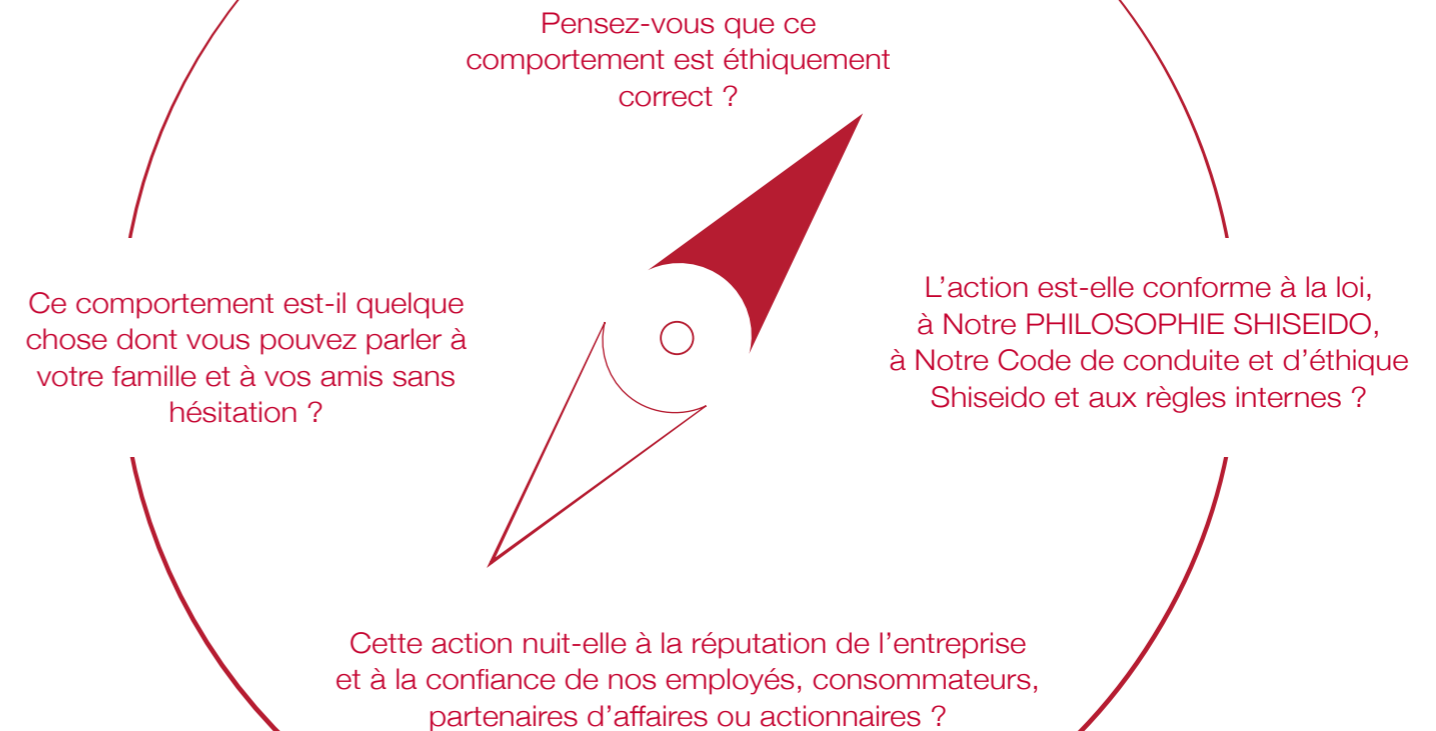 Pensez-vous que ce
comportement est éthiquement
correct ?
Ce comportement est-il quelque
chose dont vous pouvez parler à
votre famille et à vos amis sans
hésitation ?
L’action est-elle conforme à la loi,
à Notre PHILOSOPHIE SHISEIDO,
à Notre Code de conduite et d’éthique
Shiseido et aux règles internes ?
Cette action nuit-elle à la réputation de l’entreprise
et à la confiance de nos employés, consommateurs,
partenaires d’affaires ou actionnaires ?